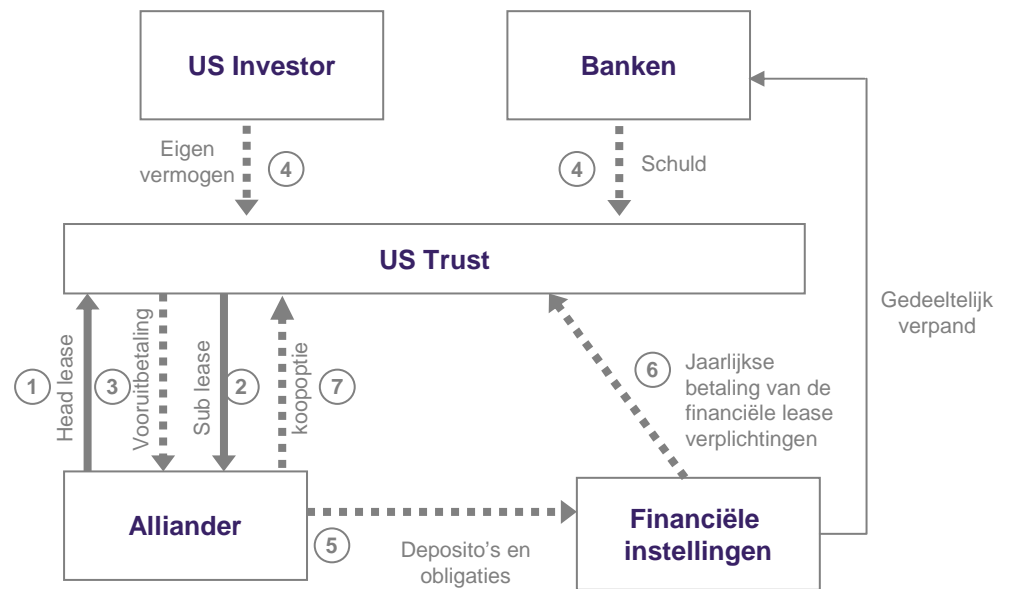 US Investor
Banken
Eigen
vermogen
4
4
Schuld
US Trust
Gedeeltelijk
verpand
1
Head lease
3
Vooruitbetaling
Sub lease
2
koopoptie
7
6
Jaarlijkse
betaling van de
financiële lease
verplichtingen
Alliander
5
Deposito's en
obligaties
Financiële
instellingen